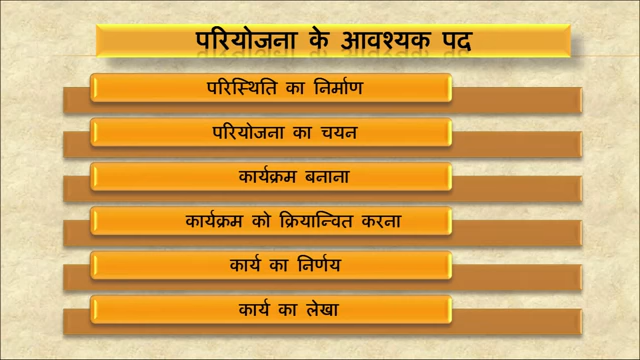 परियोजना के आवश्यक पद
परिस्थिति का निर्माण
परियोजना का चयन
कार्यक्रम बनाना
कार्यक्रम को क्रियान्वित करना
कार्य का निर्णय
कार्य का लेखा